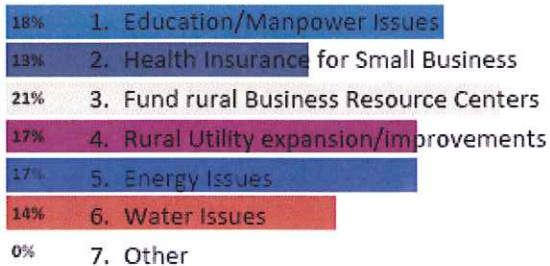 18% 1. Education/Manpower Issues
13% 2. Health Insurance for Small Business
21% 3. Fund rural Business Resource Centers
17% 4. Rural Utility expansion/improvements
17% 5. Energy Issues
14% 6. Water Issues
0% 7. Other